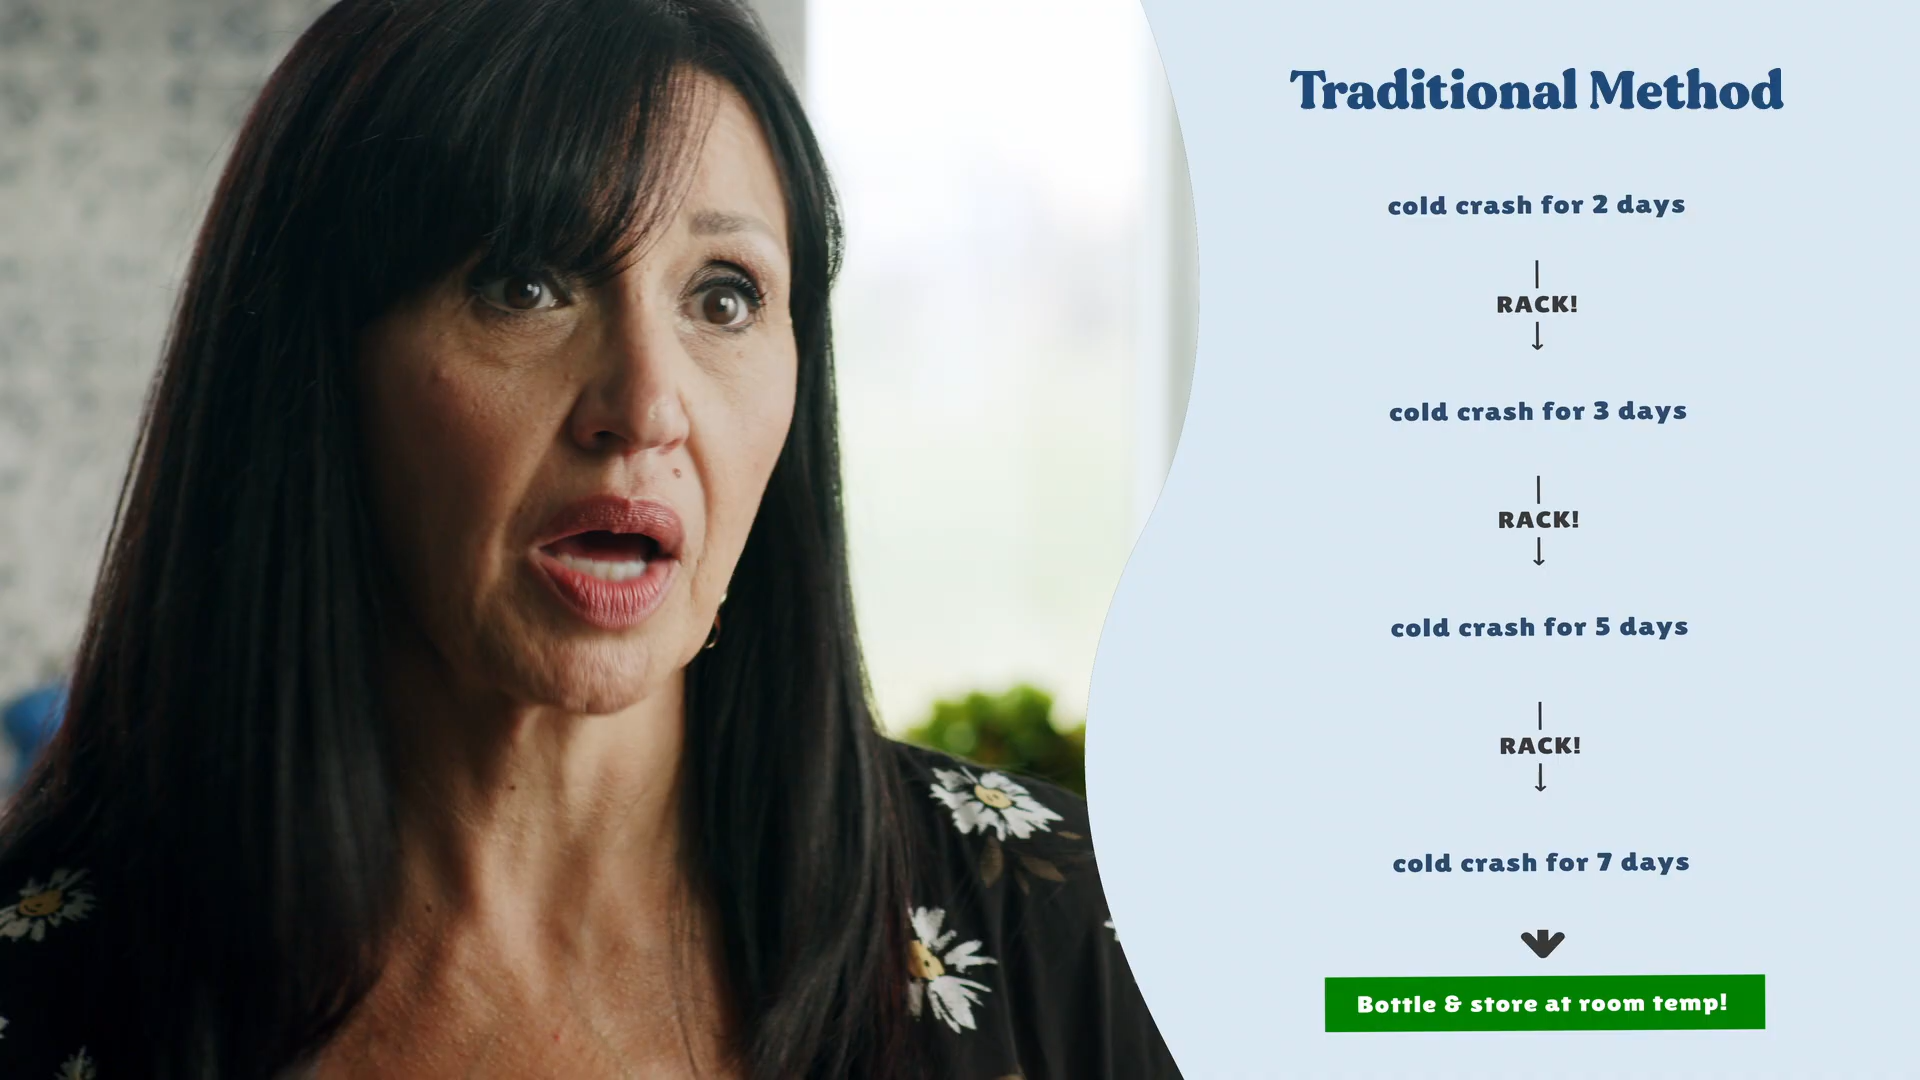 Traditional Method
cold crash for 2 days
RACK!
cold crash for 3 days
RACK!
cold crash for 5 days
RACK!
cold crash for 7 days
Bottle & store at room temp!